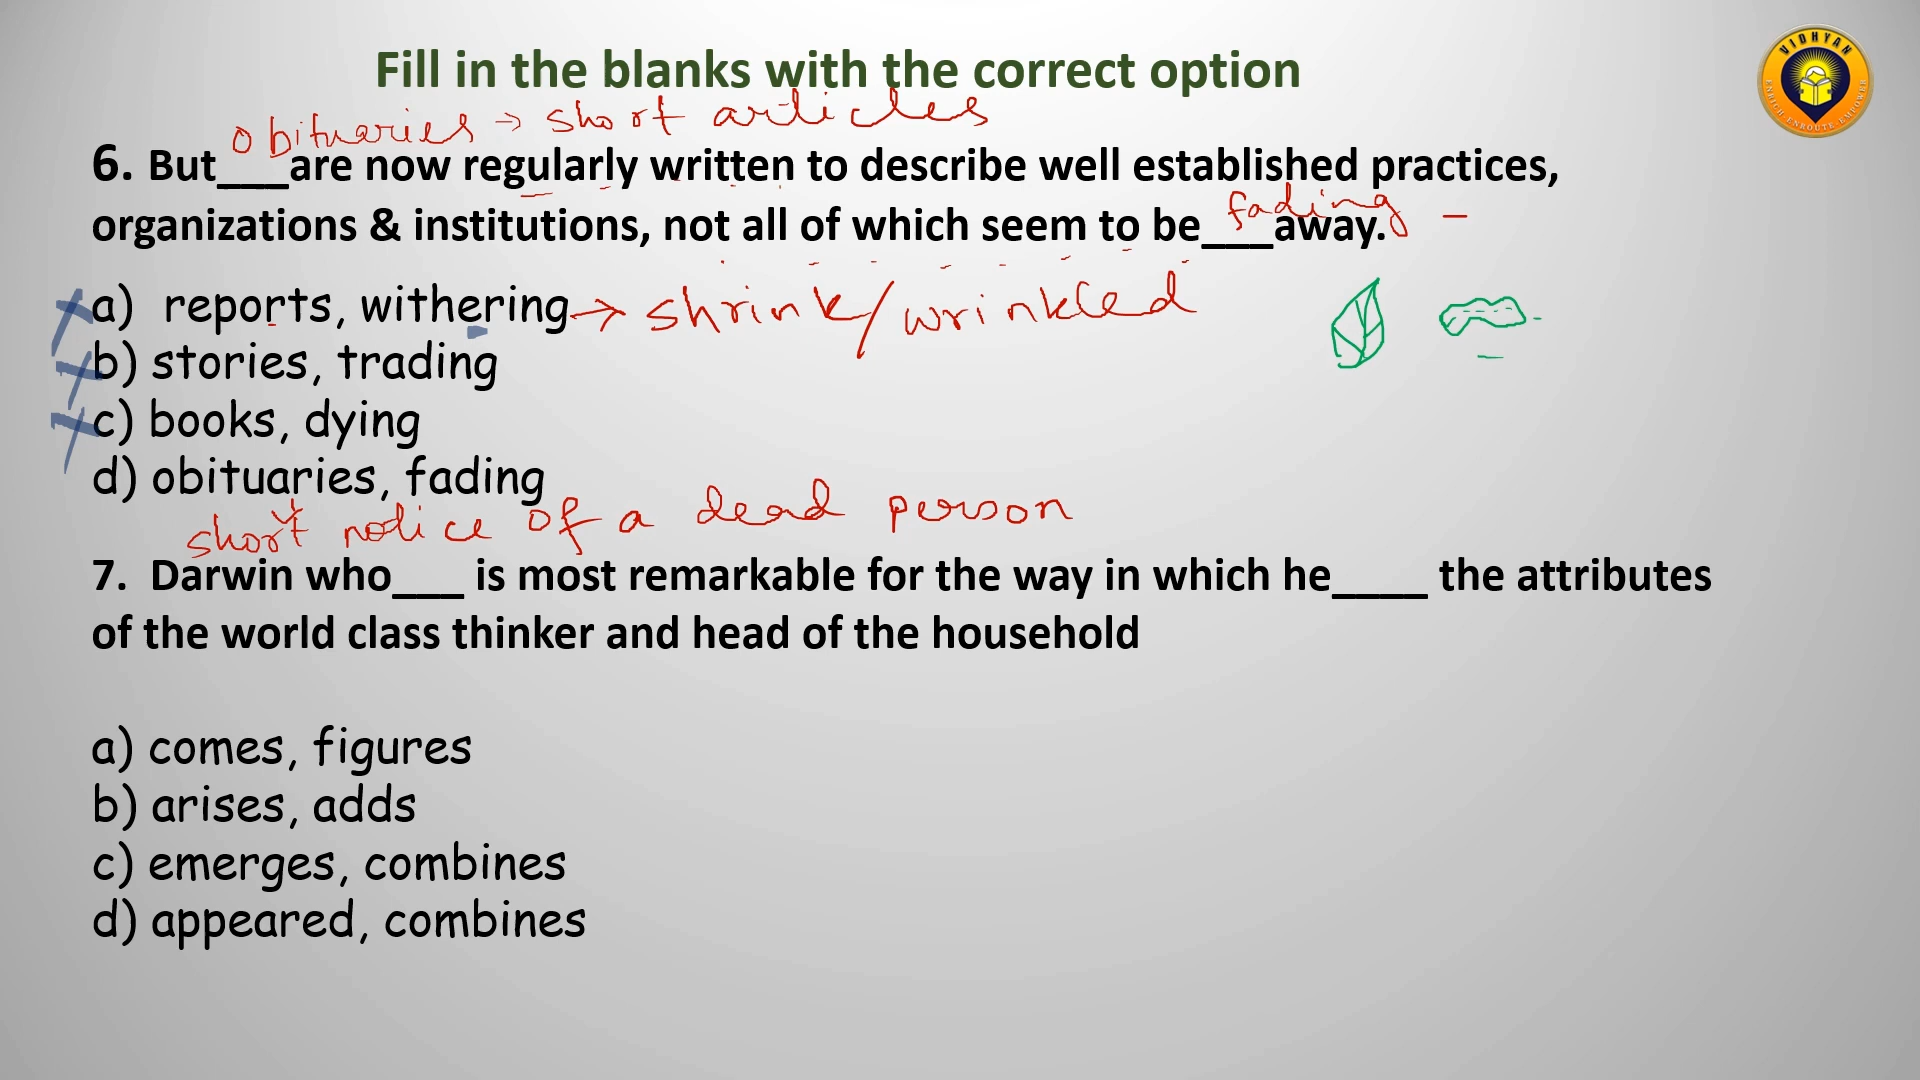 Fill in the blanks with the correct option
VIDHYAN
ENRICH ENROUTE EMPOWER
obituaries → short articles
6. But___are now regularly written to describe well established practices,
fading
organizations & institutions, not all of which seem to be___away.
a) reports, withering → shrink/wrinkled
b) stories, trading
c) books, dying
d) obituaries, fading
short notice of a dead person
7. Darwin who___ is most remarkable for the way in which he____ the attributes
of the world class thinker and head of the household
a) comes, figures
b) arises, adds
c) emerges, combines
d) appeared, combines